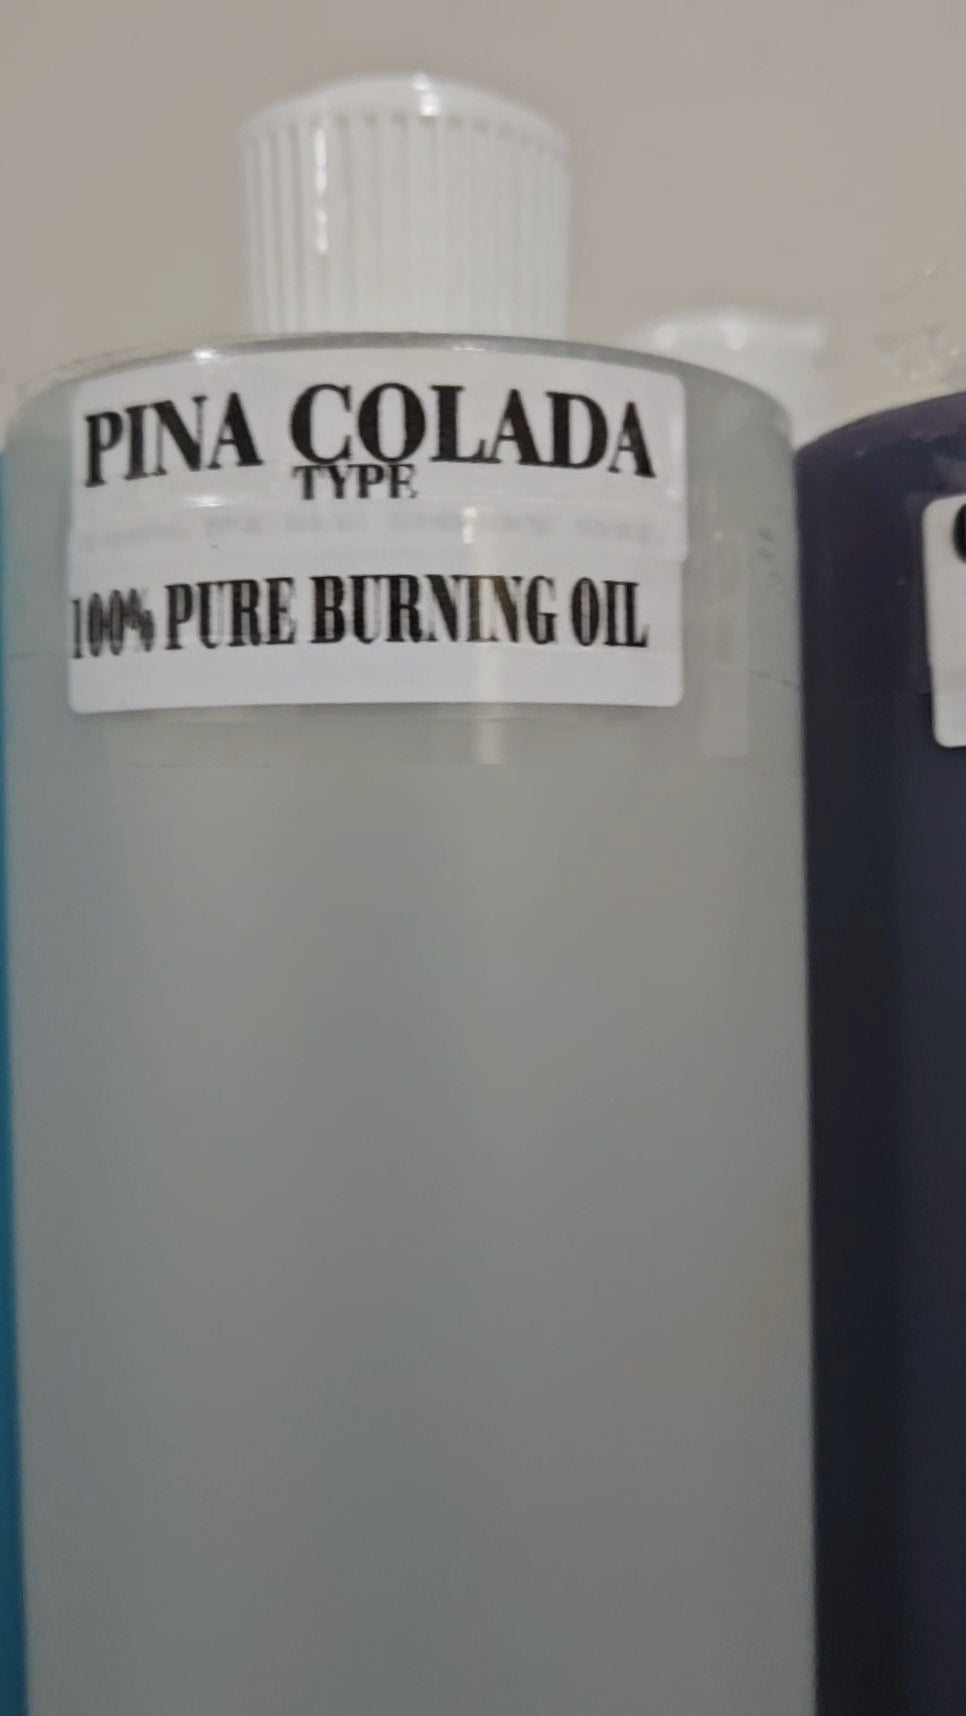 PINA COLADA
TYPE
100% PURE BURNING OIL